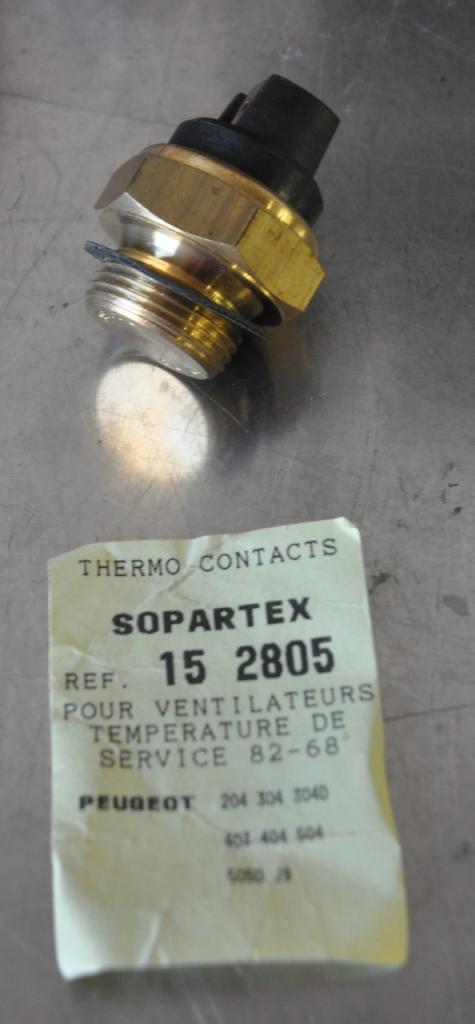 THERMO CONTACTS
SOPARTEX
REF. 15 2805
POUR VENTILATEURS
TEMPERATURE DE
SERVICE 82-68°
PEUGEOT 204 304 304D
403 404 504
505D J9